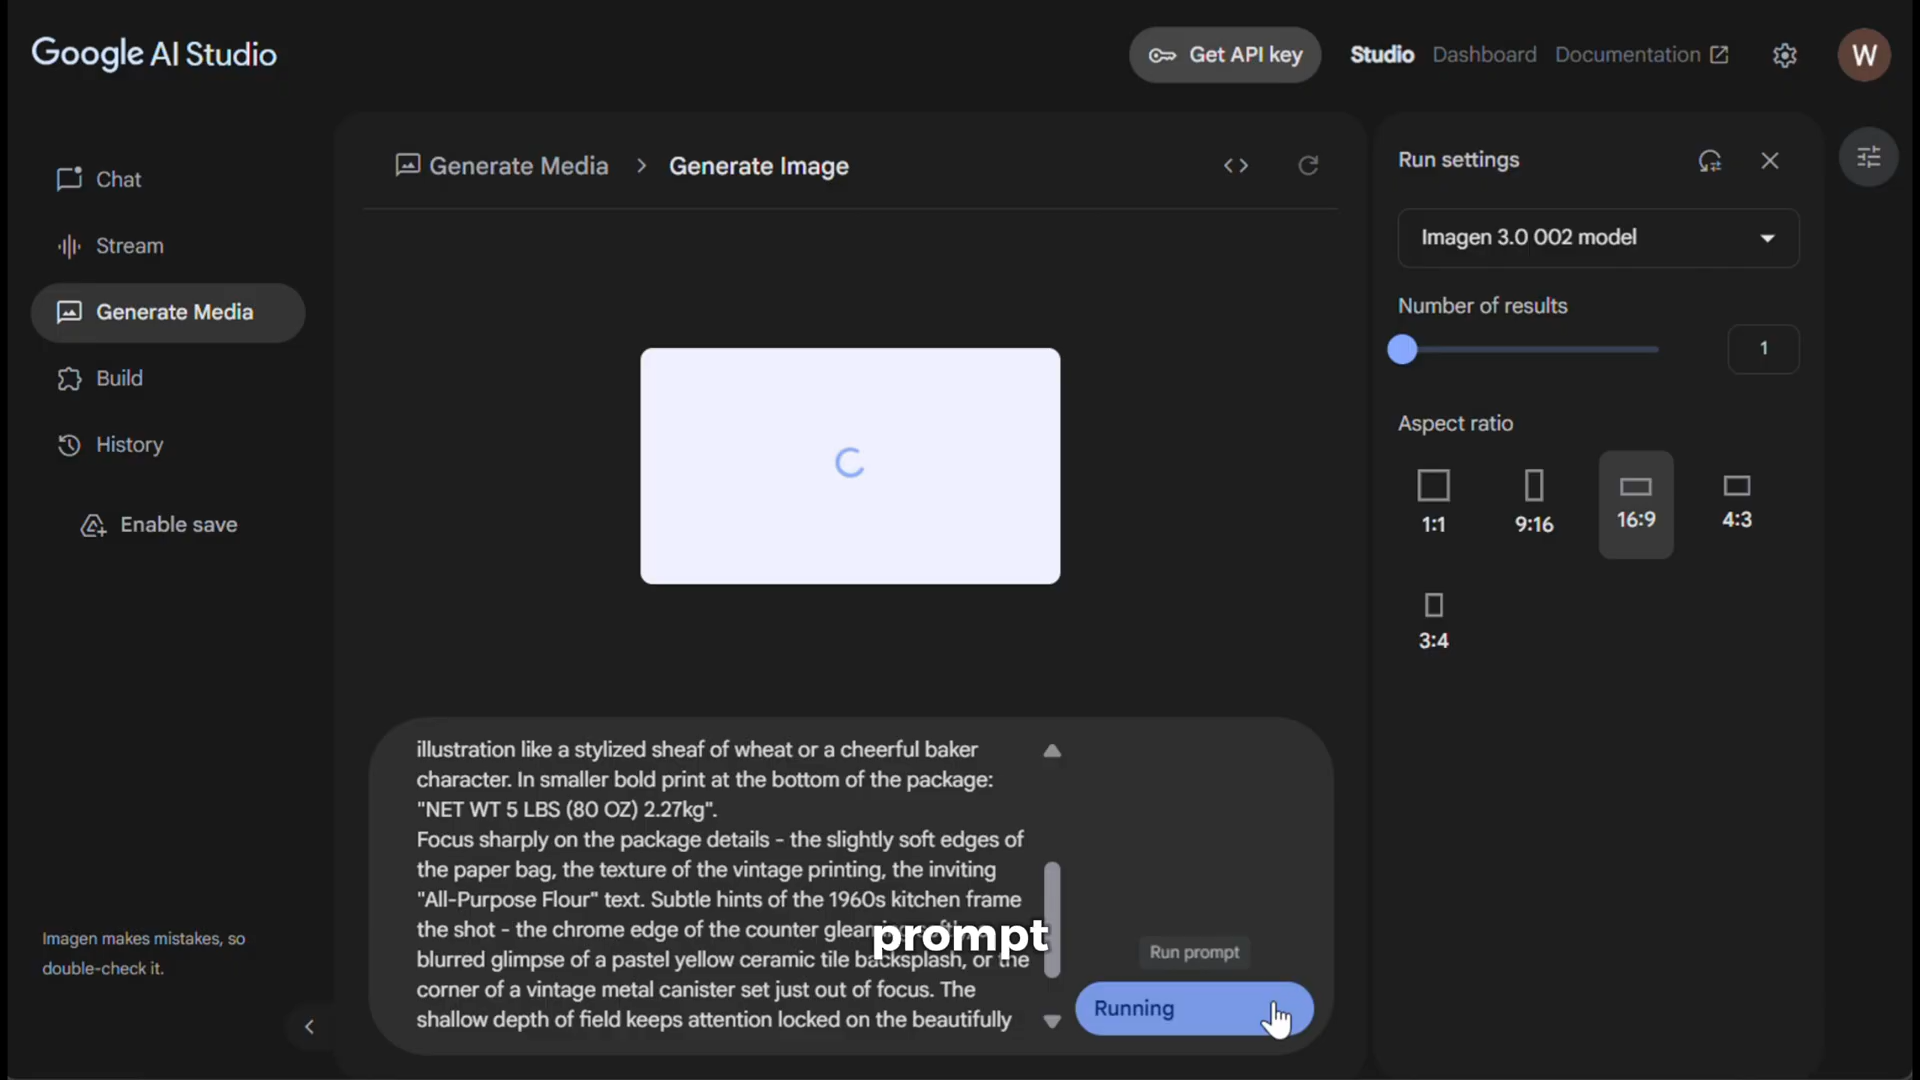 Google AI Studio
Get API key
Studio
Dashboard
Documentation
W
Chat
Stream
Generate Media
Build
History
Enable save
Imagen makes mistakes, so
double-check it.
Generate Media > Generate Image
illustration like a stylized sheaf of wheat or a cheerful baker
character. In smaller bold print at the bottom of the package:
"NET WT 5 LBS (80 OZ) 2.27kg".
Focus sharply on the package details - the slightly soft edges of
the paper bag, the texture of the vintage printing, the inviting
"All-Purpose Flour" text. Subtle hints of the 1960s kitchen frame
the shot - the chrome edge of the counter
blurred glimpse of a pastel yellow ceramic tile backsplash, or the
corner of a vintage metal canister set just out of focus. The
shallow depth of field keeps attention locked on the beautifully
prompt
Run prompt
Running
Run settings
Imagen 3.0 002 model
Number of results
1
Aspect ratio
1:1
9:16
16:9
4:3
3:4